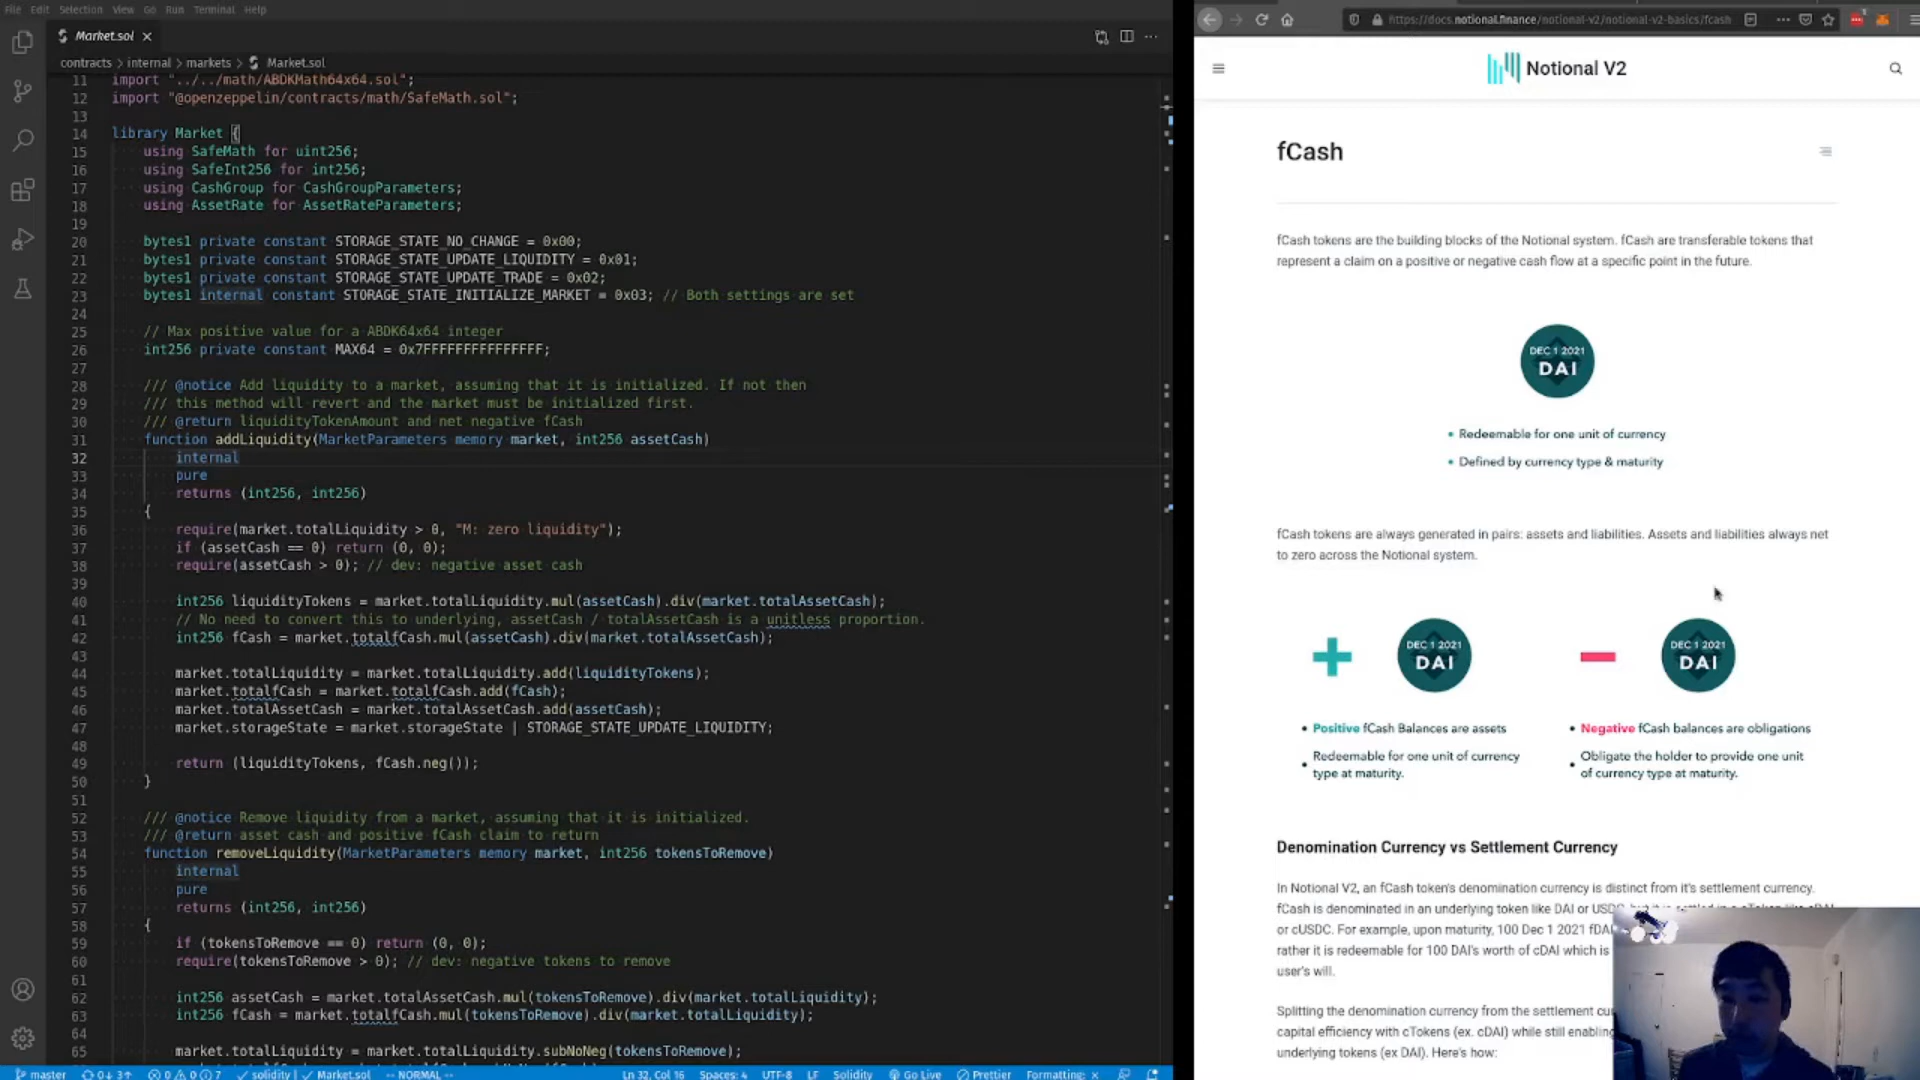 File Edit Selection View Go Run Terminal Help
Market.sol
contracts > internal > markets > Market.sol
11 import "../../math/ABDKMath64x64.sol";
12 import "@openzeppelin/contracts/math/SafeMath.sol";
13
14 library Market {
15 using SafeMath for uint256;
16 using SafeInt256 for int256;
17 using CashGroup for CashGroupParameters;
18 using AssetRate for AssetRateParameters;
19
20 bytes1 private constant STORAGE_STATE_NO_CHANGE = 0x00;
21 bytes1 private constant STORAGE_STATE_UPDATE_LIQUIDITY = 0x01;
22 bytes1 private constant STORAGE_STATE_UPDATE_TRADE = 0x02;
23 bytes1 internal constant STORAGE_STATE_INITIALIZE_MARKET = 0x03; // Both settings are set
24
25 // Max positive value for a ABDK64x64 integer
26 int256 private constant MAX64 = 0x7FFFFFFFFFFFFFFF;
27
28 /// @notice Add liquidity to a market, assuming that it is initialized. If not then
29 /// this method will revert and the market must be initialized first.
30 /// @return liquidityTokenAmount and net negative fCash
31 function addLiquidity(MarketParameters memory market, int256 assetCash)
32 internal
33 pure
34 returns (int256, int256)
35 {
36 require(market.totalLiquidity > 0, "M: zero liquidity");
37 if (assetCash == 0) return (0, 0);
38 require(assetCash > 0); // dev: negative asset cash
39
40 int256 liquidityTokens = market.totalLiquidity.mul(assetCash).div(market.totalAssetCash);
41 // No need to convert this to underlying, assetCash / totalAssetCash is a unitless proportion.
42 int256 fCash = market.totalfCash.mul(assetCash).div(market.totalAssetCash);
43
44 market.totalLiquidity = market.totalLiquidity.add(liquidityTokens);
45 market.totalfCash = market.totalfCash.add(fCash);
46 market.totalAssetCash = market.totalAssetCash.add(assetCash);
47 market.storageState = market.storageState | STORAGE_STATE_UPDATE_LIQUIDITY;
48
49 return (liquidityTokens, fCash.neg());
50 }
51
52 /// @notice Remove liquidity from a market, assuming that it is initialized.
53 /// @return asset cash and positive fCash claim to return
54 function removeLiquidity(MarketParameters memory market, int256 tokensToRemove)
55 internal
56 pure
57 returns (int256, int256)
58 {
59 if (tokensToRemove == 0) return (0, 0);
60 require(tokensToRemove > 0); // dev: negative tokens to remove
61
62 int256 assetCash = market.totalAssetCash.mul(tokensToRemove).div(market.totalLiquidity);
63 int256 fCash = market.totalfCash.mul(tokensToRemove).div(market.totalLiquidity);
64
65 market.totalLiquidity = market.totalLiquidity.subNoNeg(tokensToRemove);
master 0↓ 3↑ 0 0 7 solidity | Market.sol -- NORMAL -- Ln 32, Col 16 Spaces: 4 UTF-8 LF Solidity Go Live Prettier Formatting: ×
https://docs.notional.finance/notional-v2/notional-v2-basics/fcash
Notional V2
fCash
fCash tokens are the building blocks of the Notional system. fCash are transferable tokens that
represent a claim on a positive or negative cash flow at a specific point in the future.
DEC 1 2021
DAI
• Redeemable for one unit of currency
• Defined by currency type & maturity
fCash tokens are always generated in pairs: assets and liabilities. Assets and liabilities always net
to zero across the Notional system.
DEC 1 2021
DAI
DEC 1 2021
DAI
• Positive fCash Balances are assets
• Redeemable for one unit of currency
type at maturity.
• Negative fCash balances are obligations
• Obligate the holder to provide one unit
of currency type at maturity.
Denomination Currency vs Settlement Currency
In Notional V2, an fCash token's denomination currency is distinct from it's settlement currency.
fCash is denominated in an underlying token like DAI or USDC
or cUSDC. For example, upon maturity, 100 Dec 1 2021 fDAI
rather it is redeemable for 100 DAI's worth of cDAI which is
user's will.
Splitting the denomination currency from the settlement
capital efficiency with cTokens (ex. cDAI) while still enabling
underlying tokens (ex DAI). Here's how: